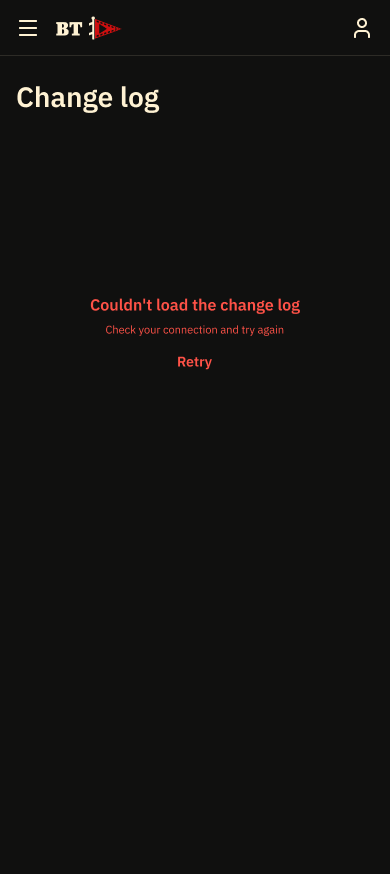 BT
Change log
Couldn't load the change log
Check your connection and try again
Retry